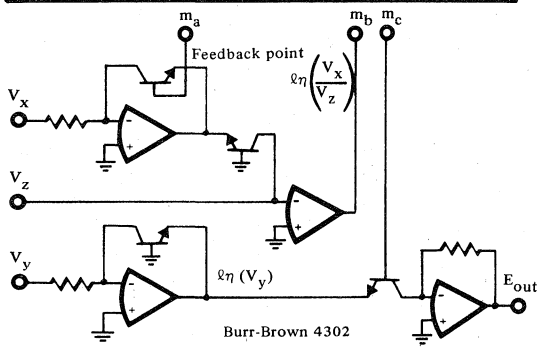 mₐ
m_b
m_c
Feedback point
ℓη(Vₓ/V_z)
Vₓ
-
+
V_z
-
+
V_y
-
+
ℓη (V_y)
-
+
E_out
Burr-Brown 4302